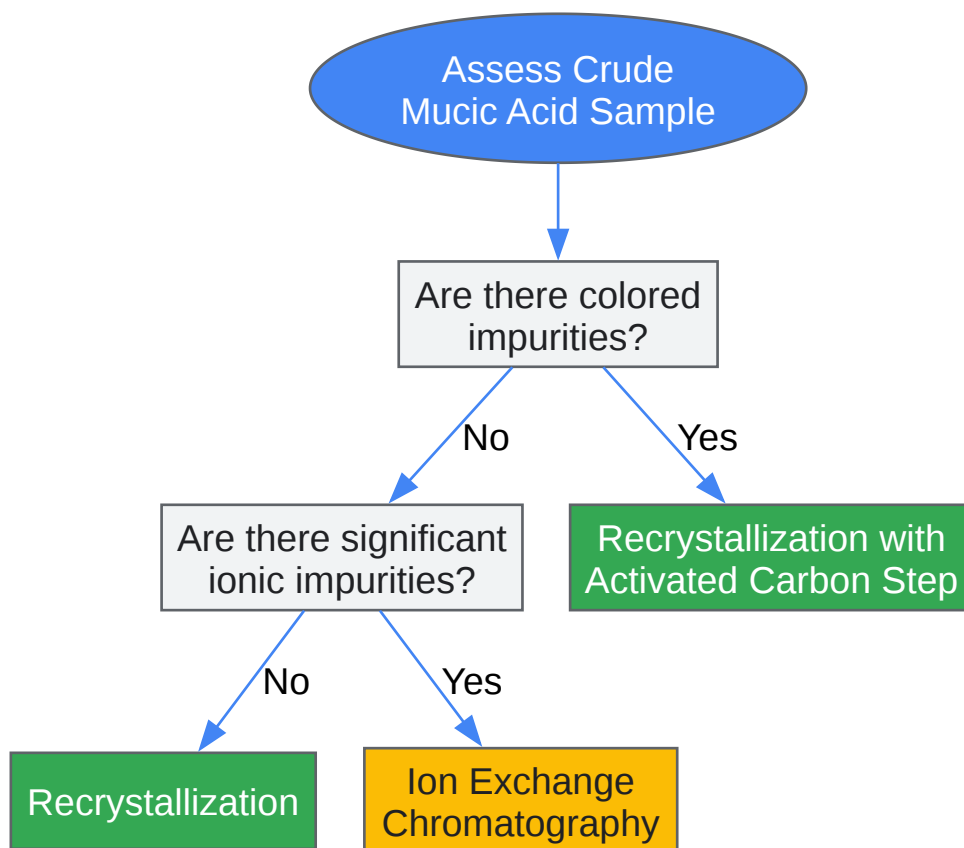 Assess Crude
Mucic Acid Sample
Are there colored
impurities?
No
Yes
Are there significant
ionic impurities?
Recrystallization with
Activated Carbon Step
No
Yes
Recrystallization
Ion Exchange
Chromatography